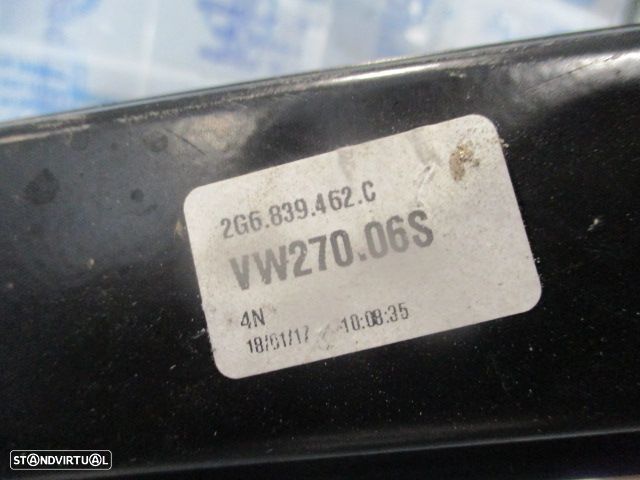 2G6.839.462.C
VW270.06S
4N
18/01/17 10:08:35
STANDVIRTUAL